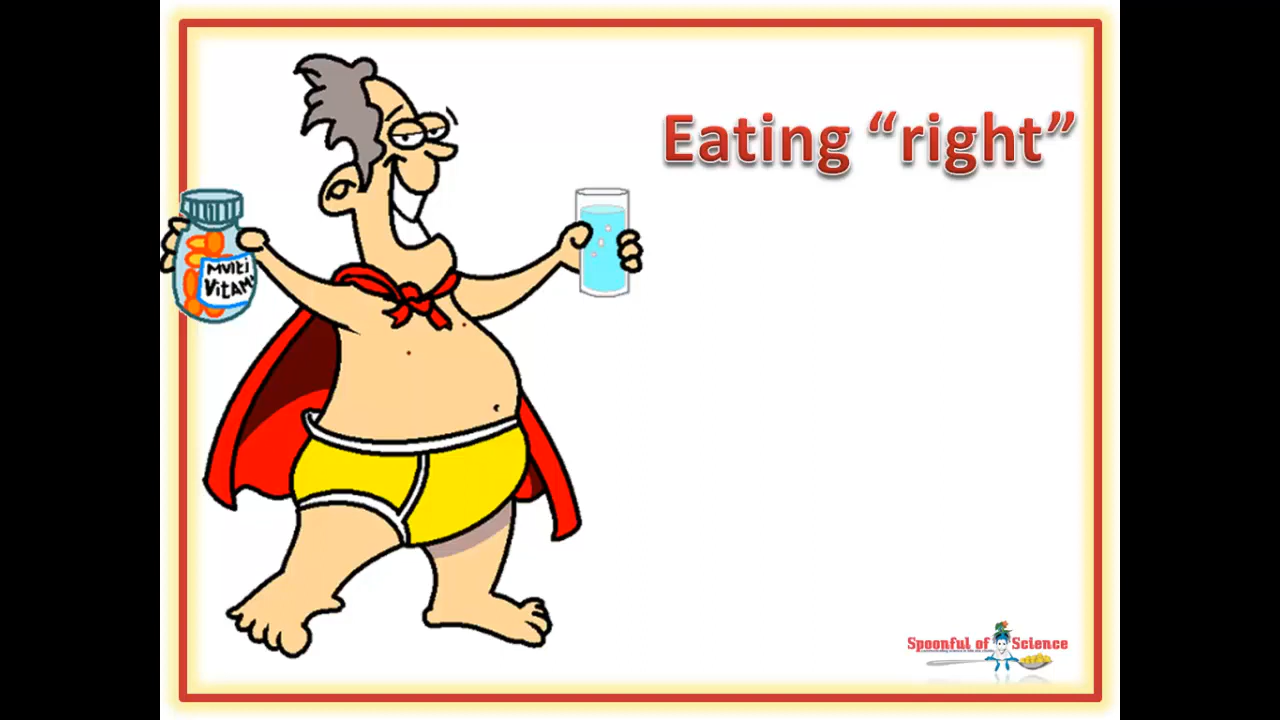 Eating “right”
Multi
Vitam
Spoonful of Science